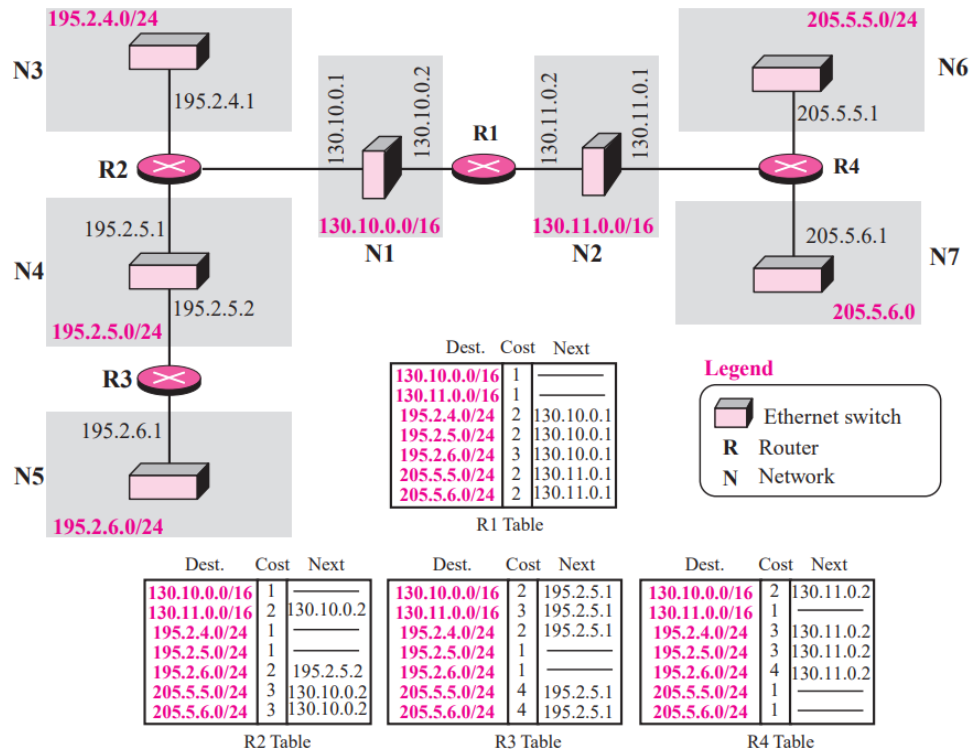 195.2.4.0/24
N3
195.2.4.1
R2
195.2.5.1
N4
195.2.5.2
195.2.5.0/24
R3
195.2.6.1
N5
195.2.6.0/24
130.10.0.1
130.10.0.2
130.10.0.0/16
N1
R1
130.11.0.2
130.11.0.1
130.11.0.0/16
N2
205.5.5.0/24
N6
205.5.5.1
R4
205.5.6.1
N7
205.5.6.0
Dest. Cost Next
130.10.0.0/16 1
130.11.0.0/16 1
195.2.4.0/24 2 130.10.0.1
195.2.5.0/24 2 130.10.0.1
195.2.6.0/24 3 130.10.0.1
205.5.5.0/24 2 130.11.0.1
205.5.6.0/24 2 130.11.0.1
R1 Table
Legend
Ethernet switch
R Router
N Network
Dest. Cost Next
130.10.0.0/16 1
130.11.0.0/16 2 130.10.0.2
195.2.4.0/24 1
195.2.5.0/24 1
195.2.6.0/24 2 195.2.5.2
205.5.5.0/24 3 130.10.0.2
205.5.6.0/24 3 130.10.0.2
R2 Table
Dest. Cost Next
130.10.0.0/16 2 195.2.5.1
130.11.0.0/16 3 195.2.5.1
195.2.4.0/24 2 195.2.5.1
195.2.5.0/24 1
195.2.6.0/24 1
205.5.5.0/24 4 195.2.5.1
205.5.6.0/24 4 195.2.5.1
R3 Table
Dest. Cost Next
130.10.0.0/16 2 130.11.0.2
130.11.0.0/16 1
195.2.4.0/24 3 130.11.0.2
195.2.5.0/24 3 130.11.0.2
195.2.6.0/24 4 130.11.0.2
205.5.5.0/24 1
205.5.6.0/24 1
R4 Table